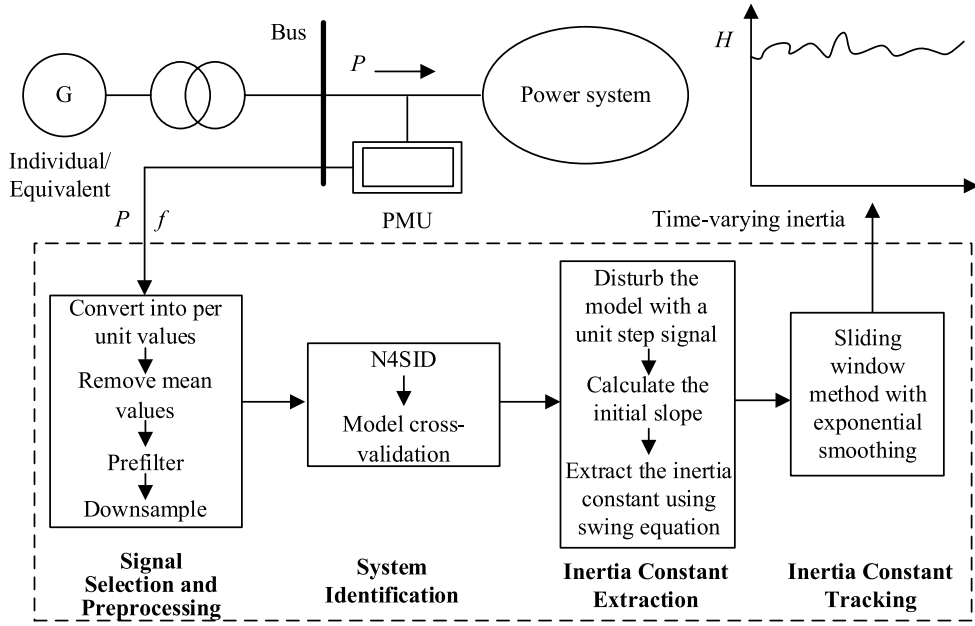 Bus
P
G
Power system
H
Individual/
Equivalent
PMU
P f
Time-varying inertia
Convert into per
unit values
Remove mean
values
Prefilter
Downsample
Signal
Selection and
Preprocessing
N4SID
Model cross-
validation
System
Identification
Disturb the
model with a
unit step signal
Calculate the
initial slope
Extract the inertia
constant using
swing equation
Inertia Constant
Extraction
Sliding
window
method with
exponential
smoothing
Inertia Constant
Tracking